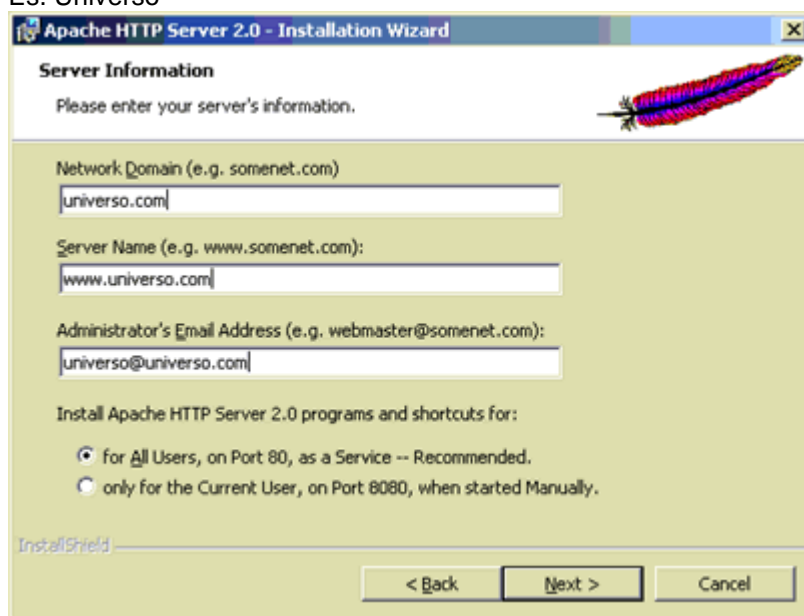 Es: Universo
Apache HTTP Server 2.0 - Installation Wizard
Server Information
Please enter your server's information.
Network Domain (e.g. somenet.com)
universo.com
Server Name (e.g. www.somenet.com):
www.universo.com
Administrator's Email Address (e.g. webmaster@somenet.com):
universo@universo.com
Install Apache HTTP Server 2.0 programs and shortcuts for:
for All Users, on Port 80, as a Service -- Recommended.
only for the Current User, on Port 8080, when started Manually.
InstallShield
< Back Next > Cancel